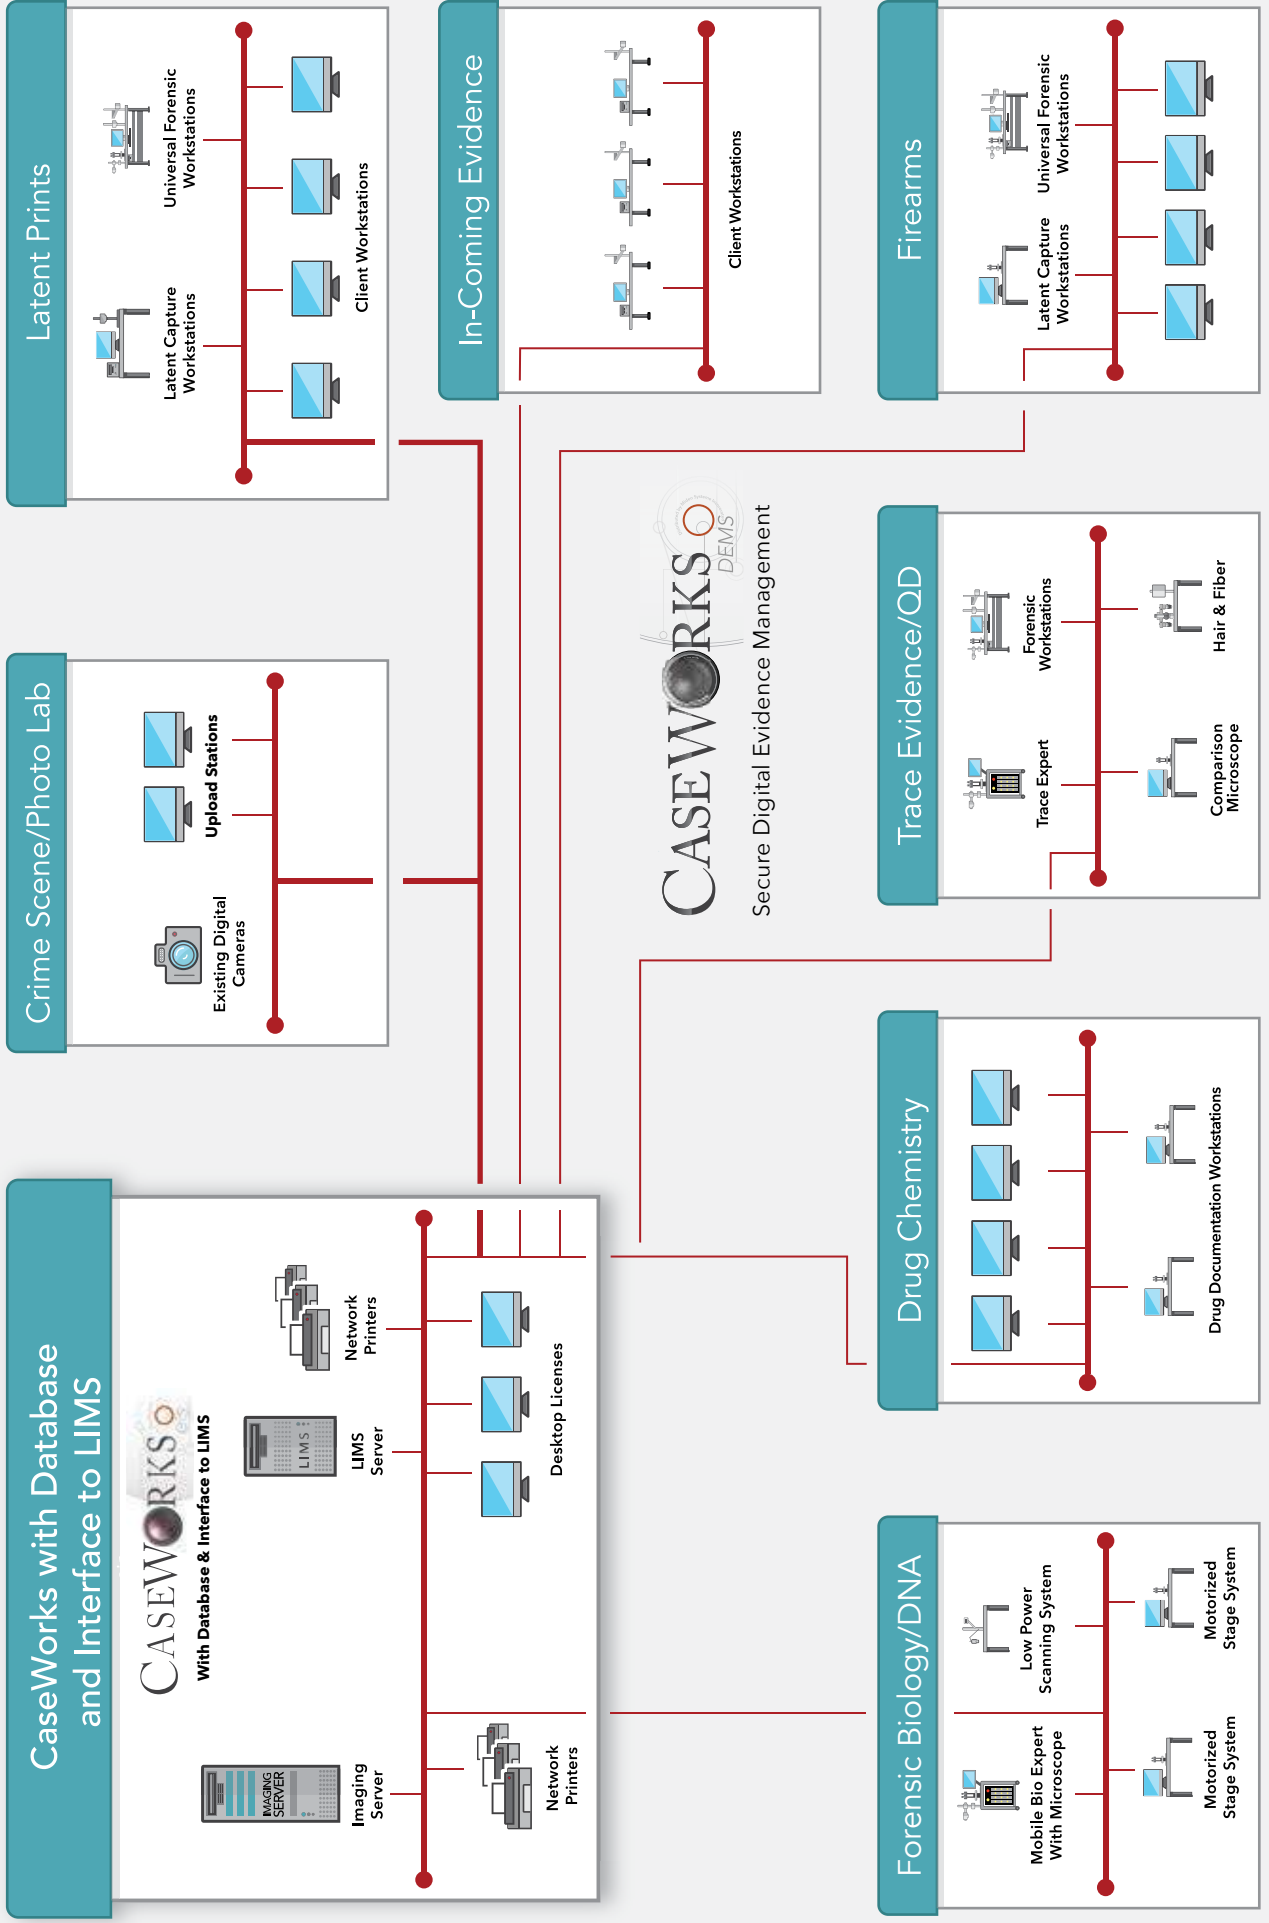 CaseWorks with Database
and Interface to LIMS
CASEWORKS
With Database & Interface to LIMS
IMAGING
SERVER
Imaging
Server
LIMS
LIMS
Server
Network
Printers
Network
Printers
Desktop Licenses
Crime Scene/Photo Lab
Existing Digital
Cameras
Upload Stations
Latent Prints
Latent Capture
Workstations
Universal Forensic
Workstations
Client Workstations
In-Coming Evidence
Client Workstations
CASEWORKS
DEMS
Secure Digital Evidence Management
Forensic Biology/DNA
Mobile Bio Expert
With Microscope
Low Power
Scanning System
Motorized
Stage System
Motorized
Stage System
Drug Chemistry
Drug Documentation Workstations
Trace Evidence/QD
Trace Expert
Forensic
Workstations
Comparison
Microscope
Hair & Fiber
Firearms
Latent Capture
Workstations
Universal Forensic
Workstations